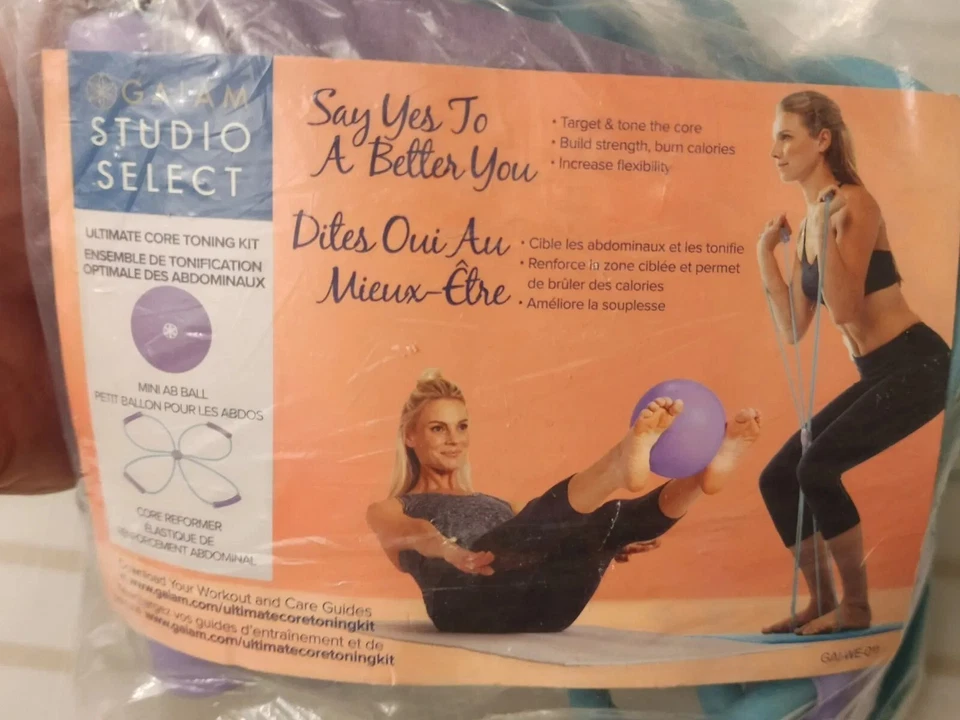 GAIAM
STUDIO
SELECT
ULTIMATE CORE TONING KIT
ENSEMBLE DE TONIFICATION
OPTIMALE DES ABDOMINAUX
MINI AB BALL
PETIT BALLON POUR LES ABDOS
CORE REFORMER
ÉLASTIQUE DE
RENFORCEMENT ABDOMINAL
Say Yes To
A Better You
• Target & tone the core
• Build strength, burn calories
• Increase flexibility
Dites Oui Au
Mieux-Être
• Cible les abdominaux et les tonifie
• Renforce la zone ciblée et permet
de brûler des calories
• Améliore la souplesse
Download Your Workout and Care Guides
www.gaiam.com/ultimatecoretoningkit
vos guides d'entraînement et de
www.gaiam.com/ultimatecoretoningkit